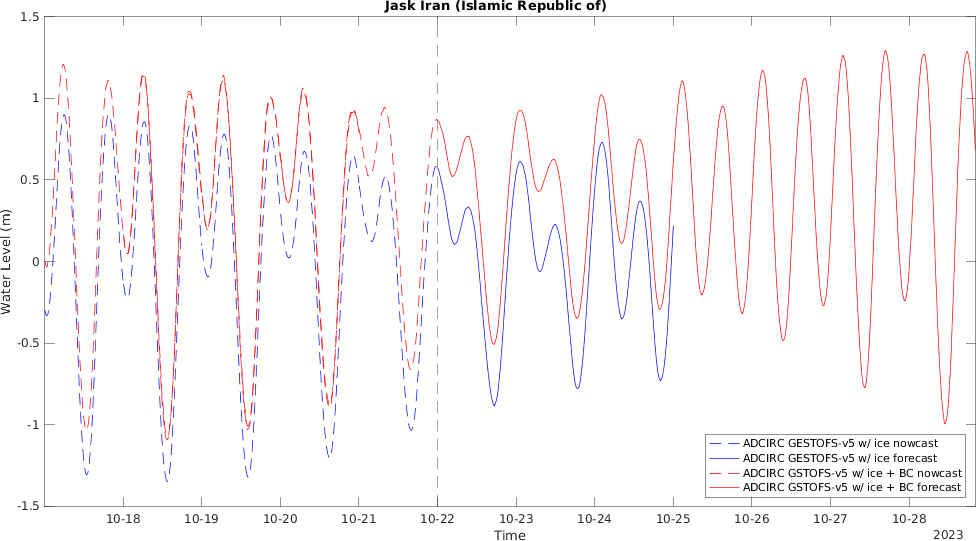 Jask Iran (Islamic Republic of)
1.5
1
0.5
0
-0.5
-1
-1.5
Water Level (m)
ADCIRC GESTOFS-v5 w/ ice nowcast
ADCIRC GESTOFS-v5 w/ ice forecast
ADCIRC GSTOFS-v5 w/ ice + BC nowcast
ADCIRC GSTOFS-v5 w/ ice + BC forecast
10-18 10-19 10-20 10-21 10-22 10-23 10-24 10-25 10-26 10-27 10-28
Time
2023